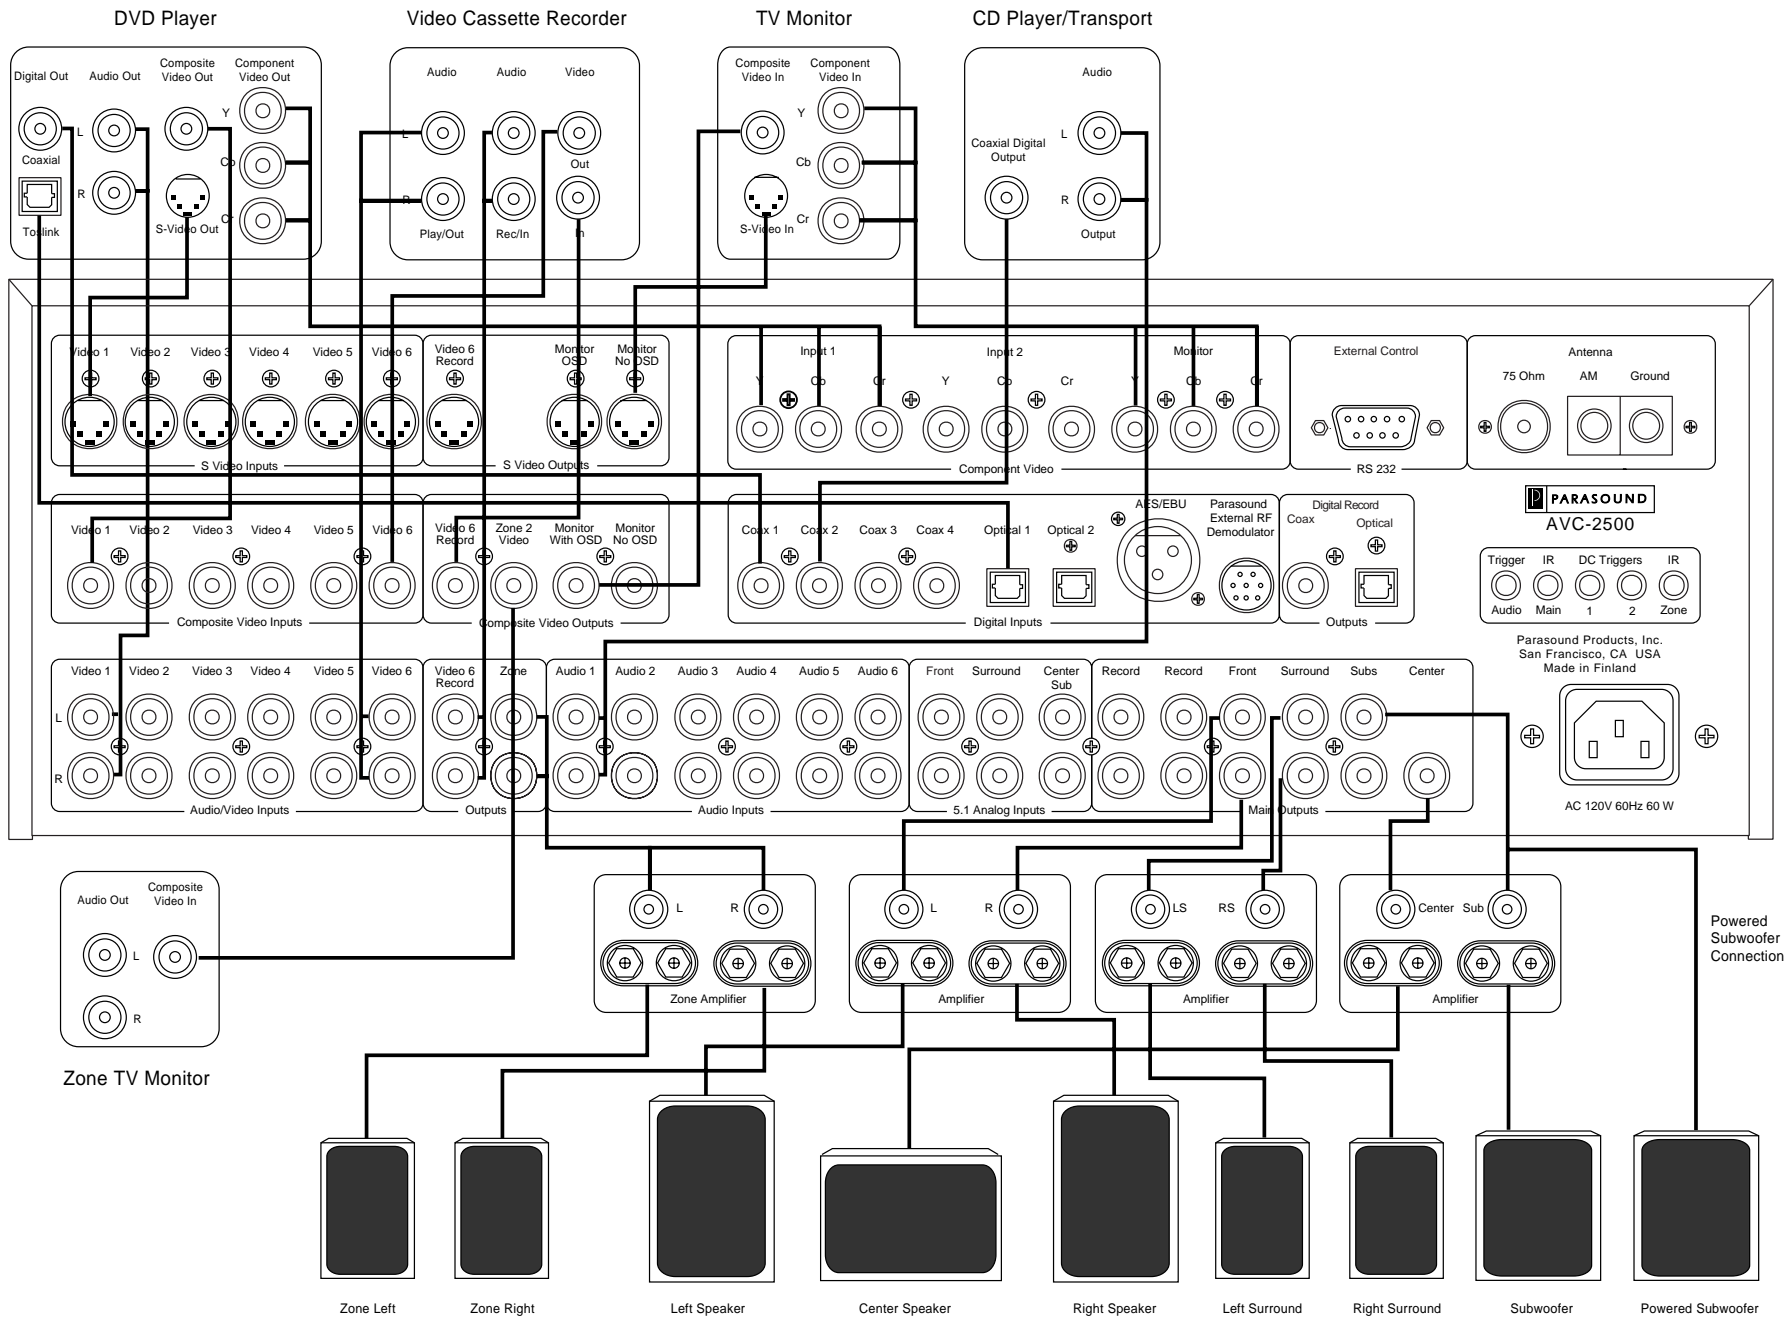 DVD Player
Video Cassette Recorder
TV Monitor
CD Player/Transport
Digital Out
Audio Out
Composite
Video Out
Component
Video Out
L
R
Coaxial
Toslink
S-Video Out
Y
Cb
Cr
Audio
Audio
Video
L
R
Out
Play/Out
Rec/In
In
Composite
Video In
Component
Video In
Y
Cb
Cr
S-Video In
Audio
Coaxial Digital
Output
L
R
Output
Video 1
Video 2
Video 3
Video 4
Video 5
Video 6
S Video Inputs
Video 6
Record
Monitor
OSD
Monitor
No OSD
S Video Outputs
Input 1
Input 2
Monitor
Y
Cb
Cr
Y
Cb
Cr
Y
Cb
Cr
Component Video
External Control
RS 232
Antenna
75 Ohm
AM
Ground
Video 1
Video 2
Video 3
Video 4
Video 5
Video 6
Composite Video Inputs
Video 6
Record
Zone 2
Video
Monitor
With OSD
Monitor
No OSD
Composite Video Outputs
Coax 1
Coax 2
Coax 3
Coax 4
Optical 1
Optical 2
AES/EBU
Parasound
External RF
Demodulator
Digital Inputs
Digital Record
Coax
Optical
Outputs
P PARASOUND
AVC-2500
Trigger
IR
DC Triggers
IR
Audio
Main
1
2
Zone
Parasound Products, Inc.
San Francisco, CA USA
Made in Finland
AC 120V 60Hz 60 W
Video 1
Video 2
Video 3
Video 4
Video 5
Video 6
L
R
Audio/Video Inputs
Video 6
Record
Zone
Outputs
Audio 1
Audio 2
Audio 3
Audio 4
Audio 5
Audio 6
Audio Inputs
Front
Surround
Center
Sub
5.1 Analog Inputs
Record
Record
Front
Surround
Subs
Center
Main Outputs
Audio Out
Composite
Video In
L
R
Zone TV Monitor
L
R
Zone Amplifier
L
R
Amplifier
LS
RS
Amplifier
Center
Sub
Amplifier
Powered
Subwoofer
Connection
Zone Left
Zone Right
Left Speaker
Center Speaker
Right Speaker
Left Surround
Right Surround
Subwoofer
Powered Subwoofer